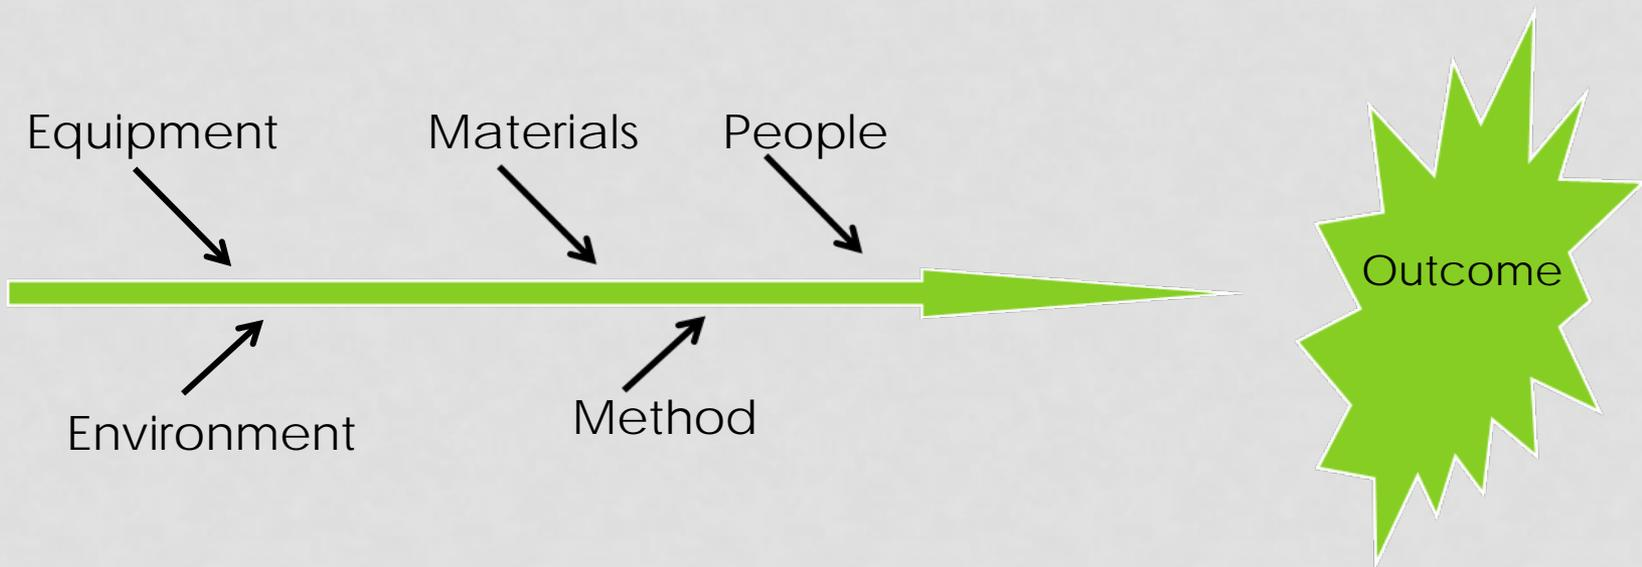 Equipment
Materials
People
Outcome
Environment
Method